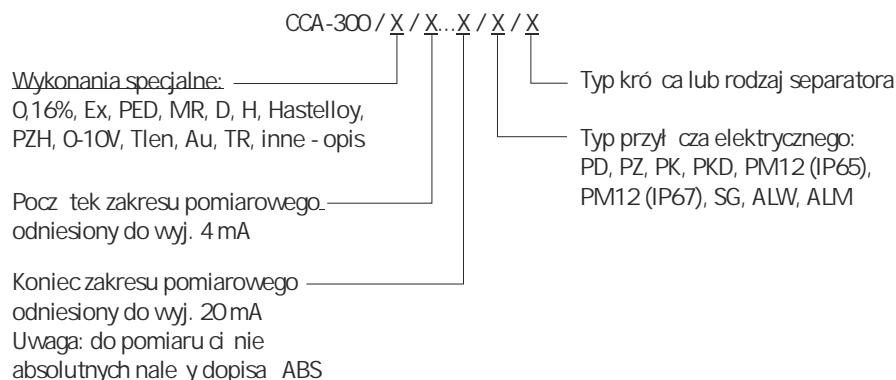 CCA-300 / X / X...X / X / X
Wykonania specjalne:
0,16%, Ex, PED, MR, D, H, Hastelloy,
PZH, 0-10V, Tlen, Au, TR, inne - opis
Pocz tek zakresu pomiarowego
odniesiony do wyj. 4 mA
Koniec zakresu pomiarowego
odniesiony do wyj. 20 mA
Uwaga: do pomiaru ci nie
absolutnych nale y dopisa ABS
Typ kró ca lub rodzaj separatora
Typ przył cza elektrycznego:
PD, PZ, PK, PKD, PM12 (IP65),
PM12 (IP67), SG, ALW, ALM